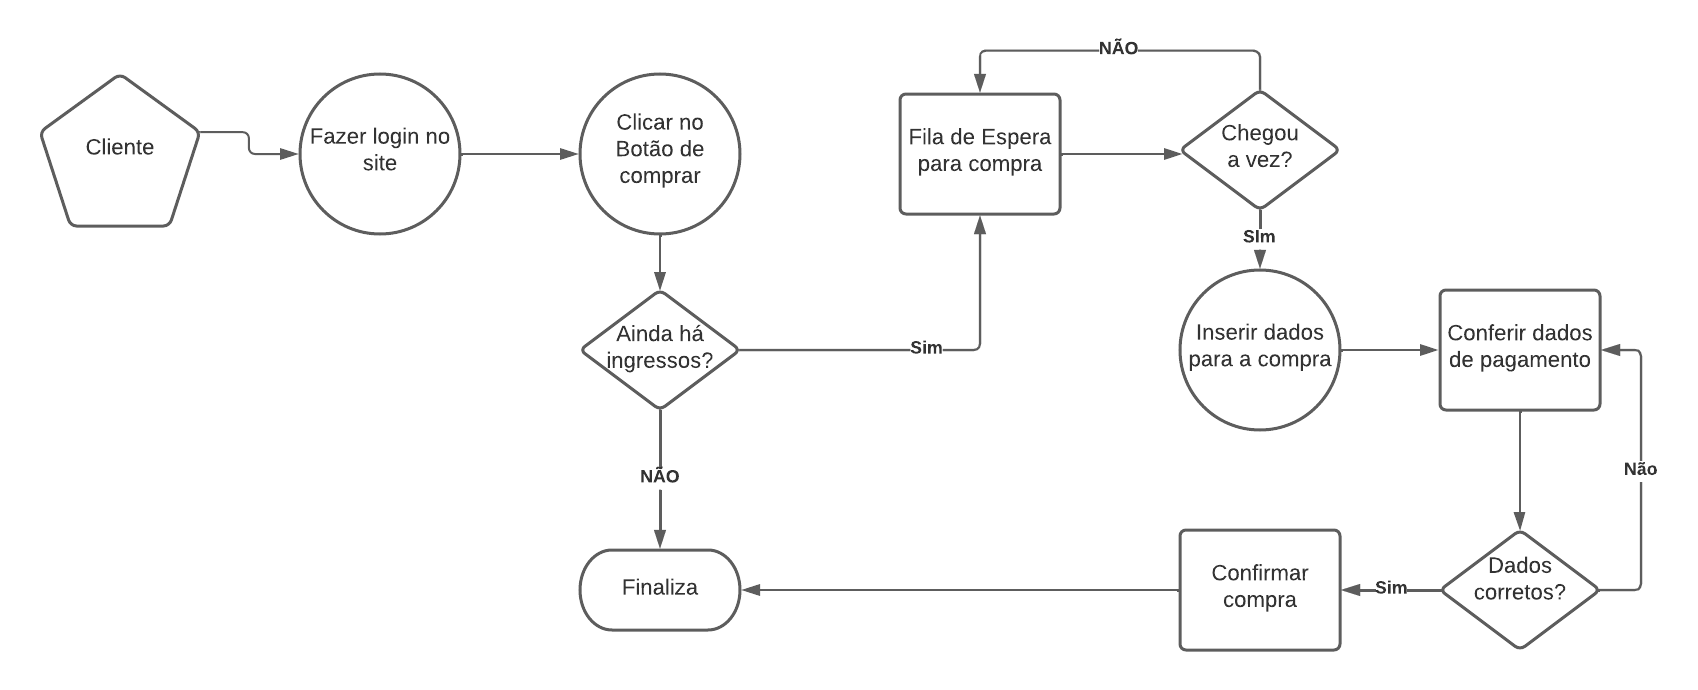 Cliente
Fazer login no
site
Clicar no
Botão de
comprar
Ainda há
ingressos?
NÃO
Sim
Fila de Espera
para compra
NÃO
Chegou
a vez?
SIm
Inserir dados
para a compra
Conferir dados
de pagamento
Não
Dados
corretos?
Sim
Confirmar
compra
Finaliza